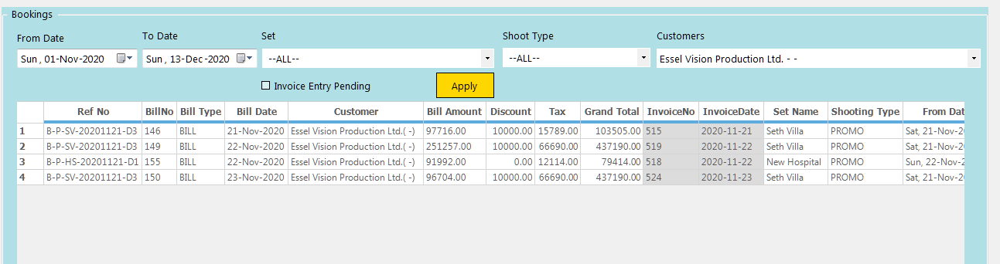 Bookings
From Date To Date Set Shoot Type Customers
Sun , 01-Nov-2020 Sun , 13-Dec -2020 --ALL-- --ALL-- Essel Vision Production Ltd. - -
Invoice Entry Pending Apply
Ref No BillNo Bill Type Bill Date Customer Bill Amount Discount Tax Grand Total InvoiceNo InvoiceDate Set Name Shooting Type From Dat
1 B-P-SV-20201121-D3 146 BILL 21-Nov-2020 Essel Vision Production Ltd.( -) 97716.00 10000.00 15789.00 103505.00 515 2020-11-21 Seth Villa PROMO Sat, 21-Nov-20
2 B-P-SV-20201121-D3 149 BILL 22-Nov-2020 Essel Vision Production Ltd.( -) 251257.00 10000.00 66690.00 437190.00 519 2020-11-22 Seth Villa PROMO Sat, 21-Nov-20
3 B-P-HS-20201121-D1 155 BILL 22-Nov-2020 Essel Vision Production Ltd.( -) 91992.00 0.00 12114.00 79414.00 518 2020-11-22 New Hospital PROMO Sun, 22-Nov-2
4 B-P-SV-20201121-D3 150 BILL 23-Nov-2020 Essel Vision Production Ltd.( -) 96704.00 10000.00 66690.00 437190.00 524 2020-11-23 Seth Villa PROMO Sat, 21-Nov-20